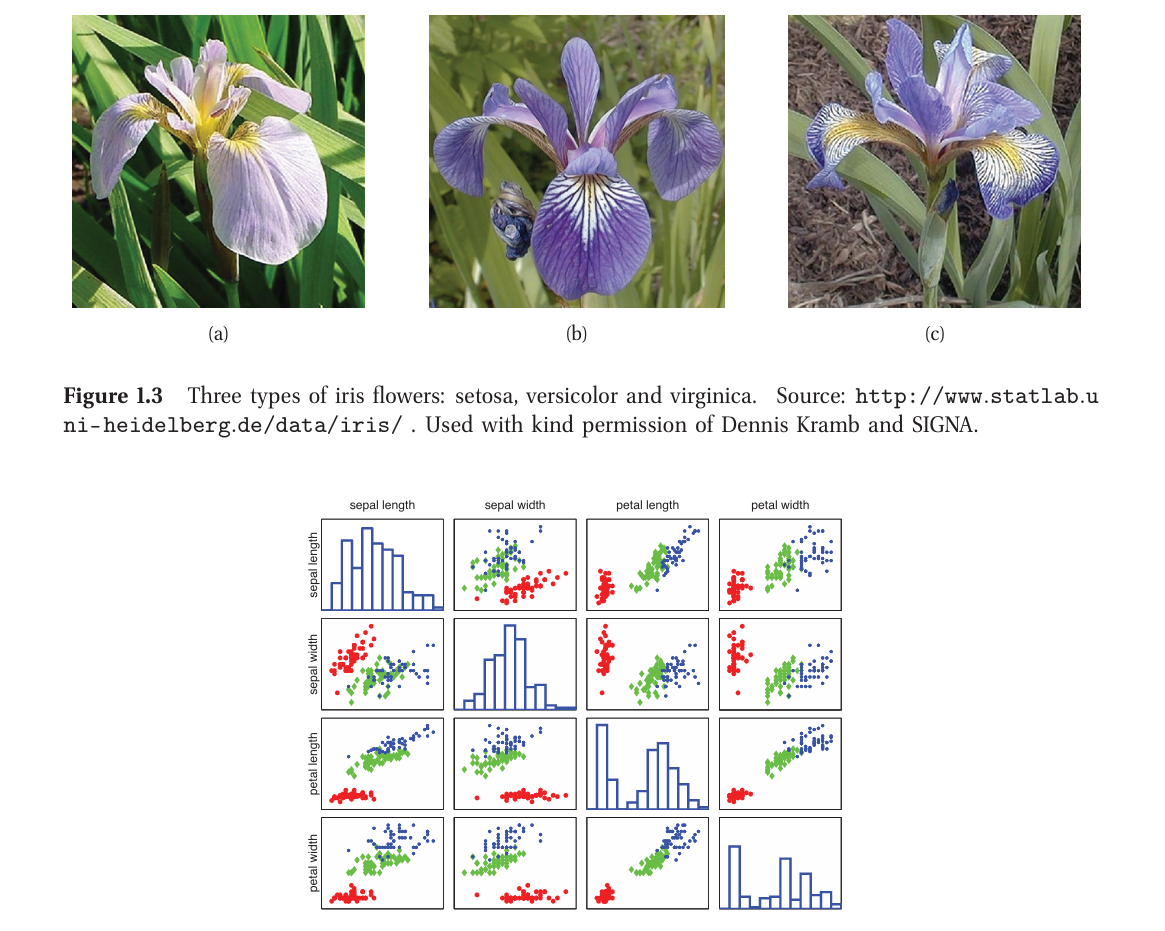 (a) (b) (c)
Figure 1.3 Three types of iris flowers: setosa, versicolor and virginica. Source: http://www.statlab.u
ni-heidelberg.de/data/iris/ . Used with kind permission of Dennis Kramb and SIGNA.
sepal length sepal width petal length petal width
sepal length
sepal width
petal length
petal width